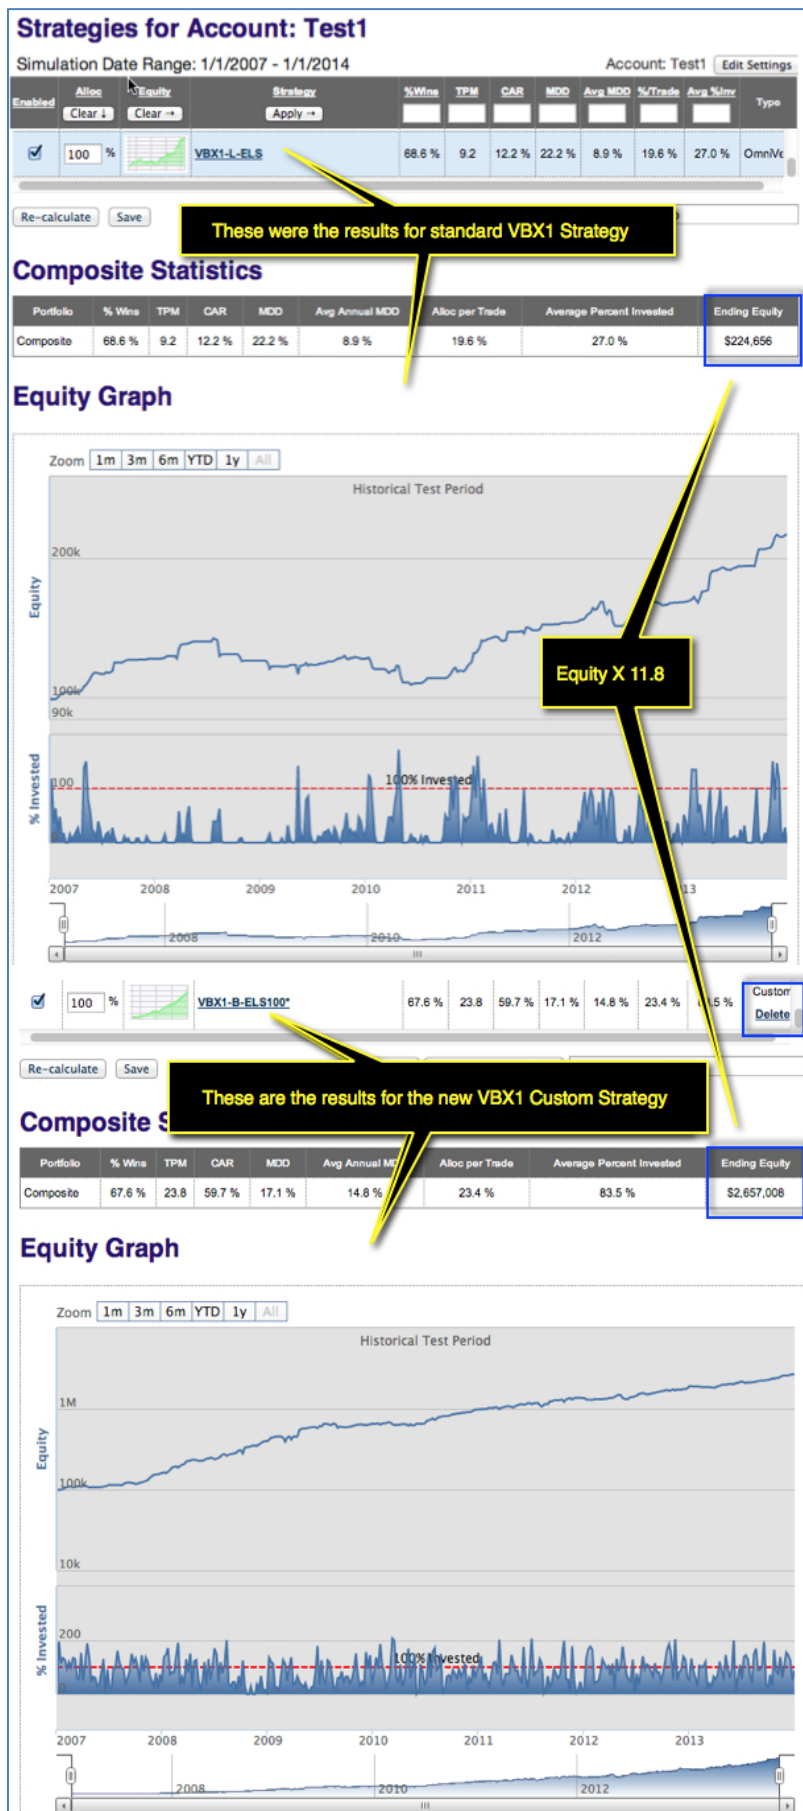 Strategies for Account: Test1
Simulation Date Range: 1/1/2007 - 1/1/2014 Account: Test1 Edit Settings
Enabled Alloc Equity Strategy %Wins TPM CAR MDD Avg MDD %/Trade Avg %Inv Type
Clear ↓ Clear → Apply →
100 % VBX1-L-ELS 68.6 % 9.2 12.2 % 22.2 % 8.9 % 19.6 % 27.0 % OmniVe
Re-calculate Save
These were the results for standard VBX1 Strategy
Composite Statistics
Portfolio % Wins TPM CAR MDD Avg Annual MDD Alloc per Trade Average Percent Invested Ending Equity
Composite 68.6 % 9.2 12.2 % 22.2 % 8.9 % 19.6 % 27.0 % $224,656
Equity Graph
Zoom 1m 3m 6m YTD 1y All
Historical Test Period
200k
Equity
Equity X 11.8
100k
90k
% Invested
100% Invested
100
0
2007 2008 2009 2010 2011 2012 2013
2008 2010 2012
100 % VBX1-B-ELS100* 67.6 % 23.8 59.7 % 17.1 % 14.8 % 23.4 % .5 % Custom
Delete
Re-calculate Save
These are the results for the new VBX1 Custom Strategy
Composite S
Portfolio % Wins TPM CAR MDD Avg Annual MD Alloc per Trade Average Percent Invested Ending Equity
Composite 67.6 % 23.8 59.7 % 17.1 % 14.8 % 23.4 % 83.5 % $2,657,008
Equity Graph
Zoom 1m 3m 6m YTD 1y All
Historical Test Period
1M
Equity
100k
10k
% Invested
200
100% Invested
0
2007 2008 2009 2010 2011 2012 2013
2008 2010 2012